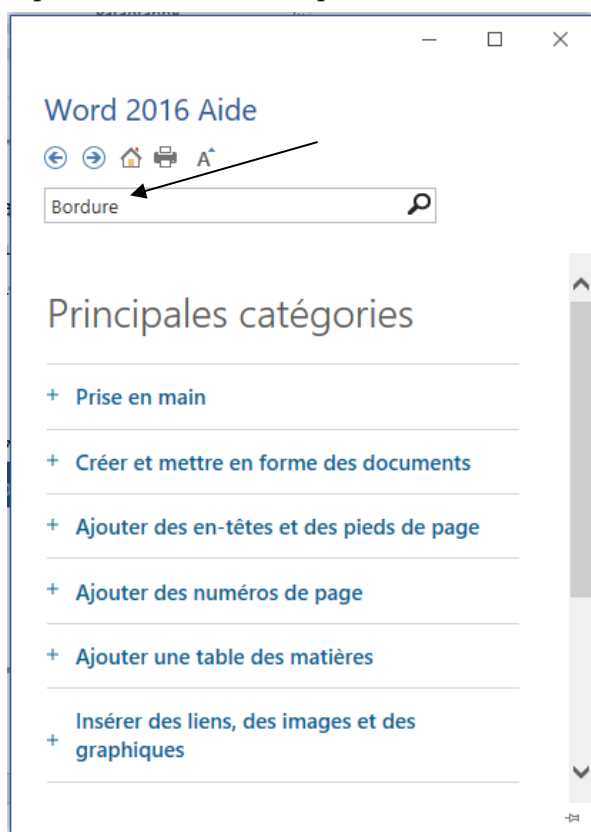 Word 2016 Aide
Bordure
Principales catégories
+ Prise en main
+ Créer et mettre en forme des documents
+ Ajouter des en-têtes et des pieds de page
+ Ajouter des numéros de page
+ Ajouter une table des matières
+ Insérer des liens, des images et des
graphiques